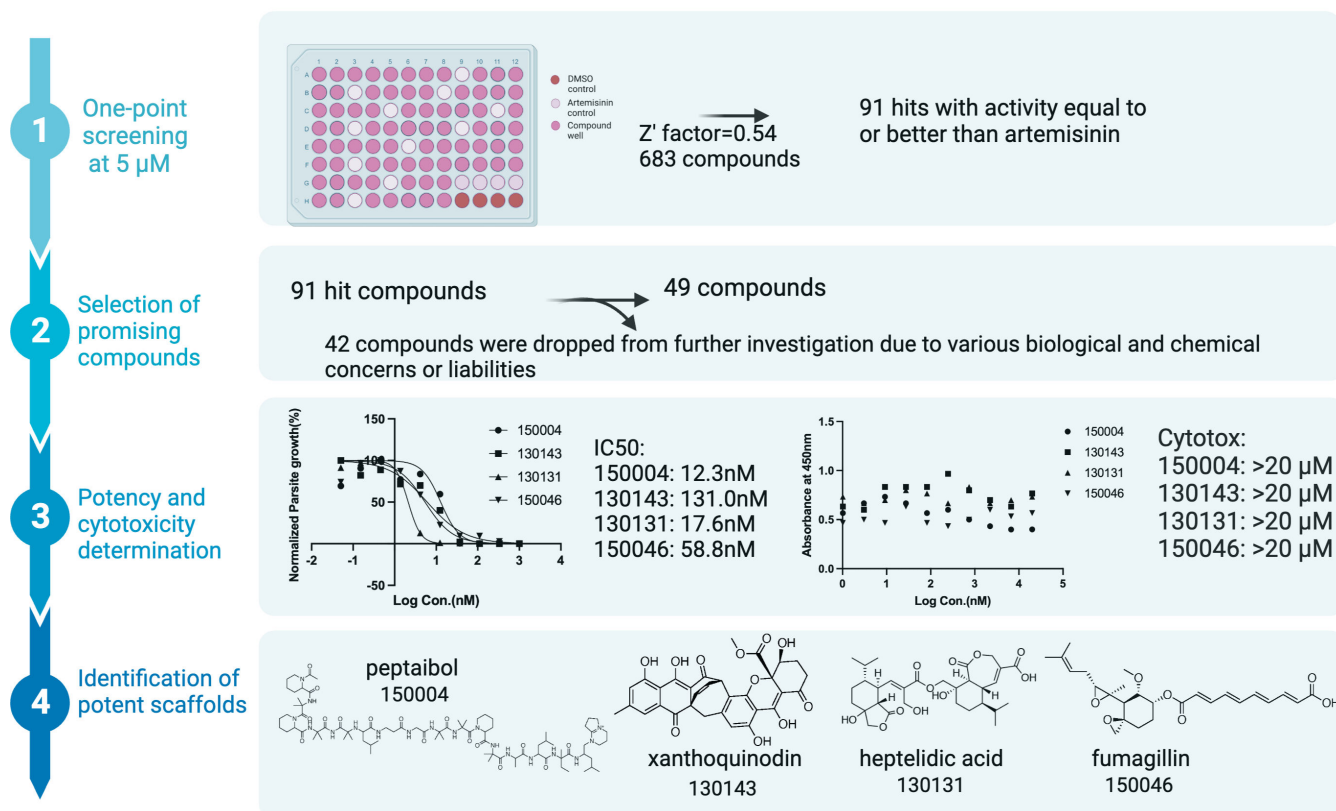 1
One-point
screening
at 5 μM
1 2 3 4 5 6 7 8 9 10 11 12
A
B
C
D
E
F
G
H
DMSO
control
Artemisinin
control
Compound
well
Z' factor=0.54
683 compounds
91 hits with activity equal to
or better than artemisinin
2
Selection of
promising
compounds
91 hit compounds
49 compounds
42 compounds were dropped from further investigation due to various biological and chemical
concerns or liabilities
3
Potency and
cytotoxicity
determination
Normalized Parsite growth(%)
150
100
50
0
-50
-2 -1 0 1 2 3 4
Log Con.(nM)
150004
130143
130131
150046
IC50:
150004: 12.3nM
130143: 131.0nM
130131: 17.6nM
150046: 58.8nM
Absorbance at 450nm
1.5
1.0
0.5
0.0
0 1 2 3 4 5
Log Con.(nM)
150004
130143
130131
150046
Cytotox:
150004: >20 μM
130143: >20 μM
130131: >20 μM
150046: >20 μM
4
Identification of
potent scaffolds
peptaibol
150004
xanthoquinodin
130143
heptelidic acid
130131
fumagillin
150046